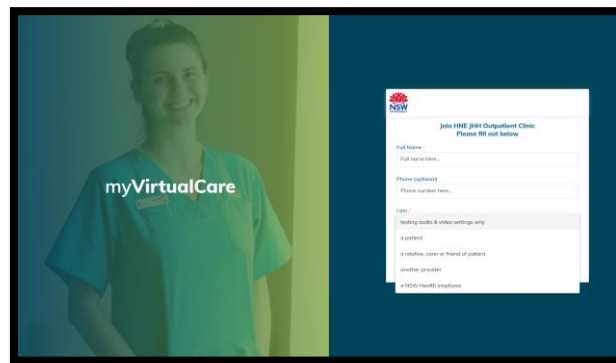 myVirtualCare
NSW
Join HNE JHH Outpatient Clinic
Please fill out below
Full Name *
Full name here...
Phone (optional)
Phone number here...
I am *
testing audio & video settings only
a patient
a relative, carer or friend of patient
another provider
a NSW Health employee